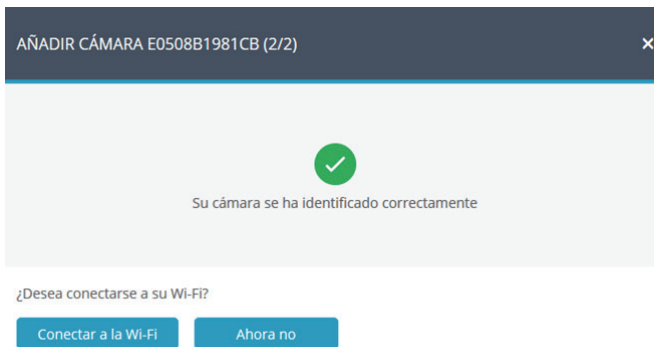 AÑADIR CÁMARA E0508B1981CB (2/2)
Su cámara se ha identificado correctamente
¿Desea conectarse a su Wi-Fi?
Conectar a la Wi-Fi
Ahora no